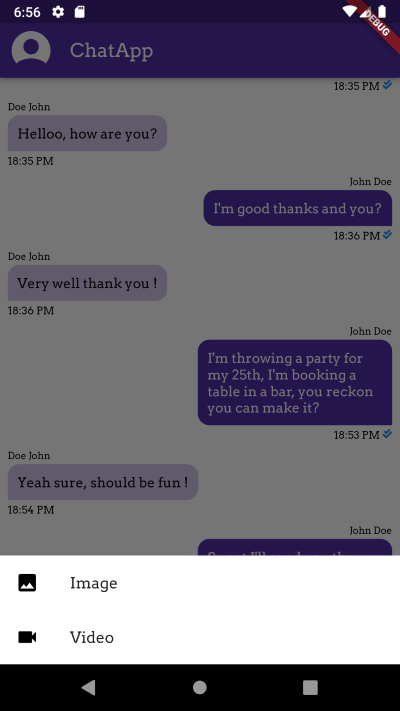 6:56
DEBUG
ChatApp
18:35 PM
Doe John
Helloo, how are you?
18:35 PM
John Doe
I'm good thanks and you?
18:36 PM
Doe John
Very well thank you !
18:36 PM
John Doe
I'm throwing a party for
my 25th, I'm booking a
table in a bar, you reckon
you can make it?
18:53 PM
Doe John
Yeah sure, should be fun !
18:54 PM
John Doe
Image
Video